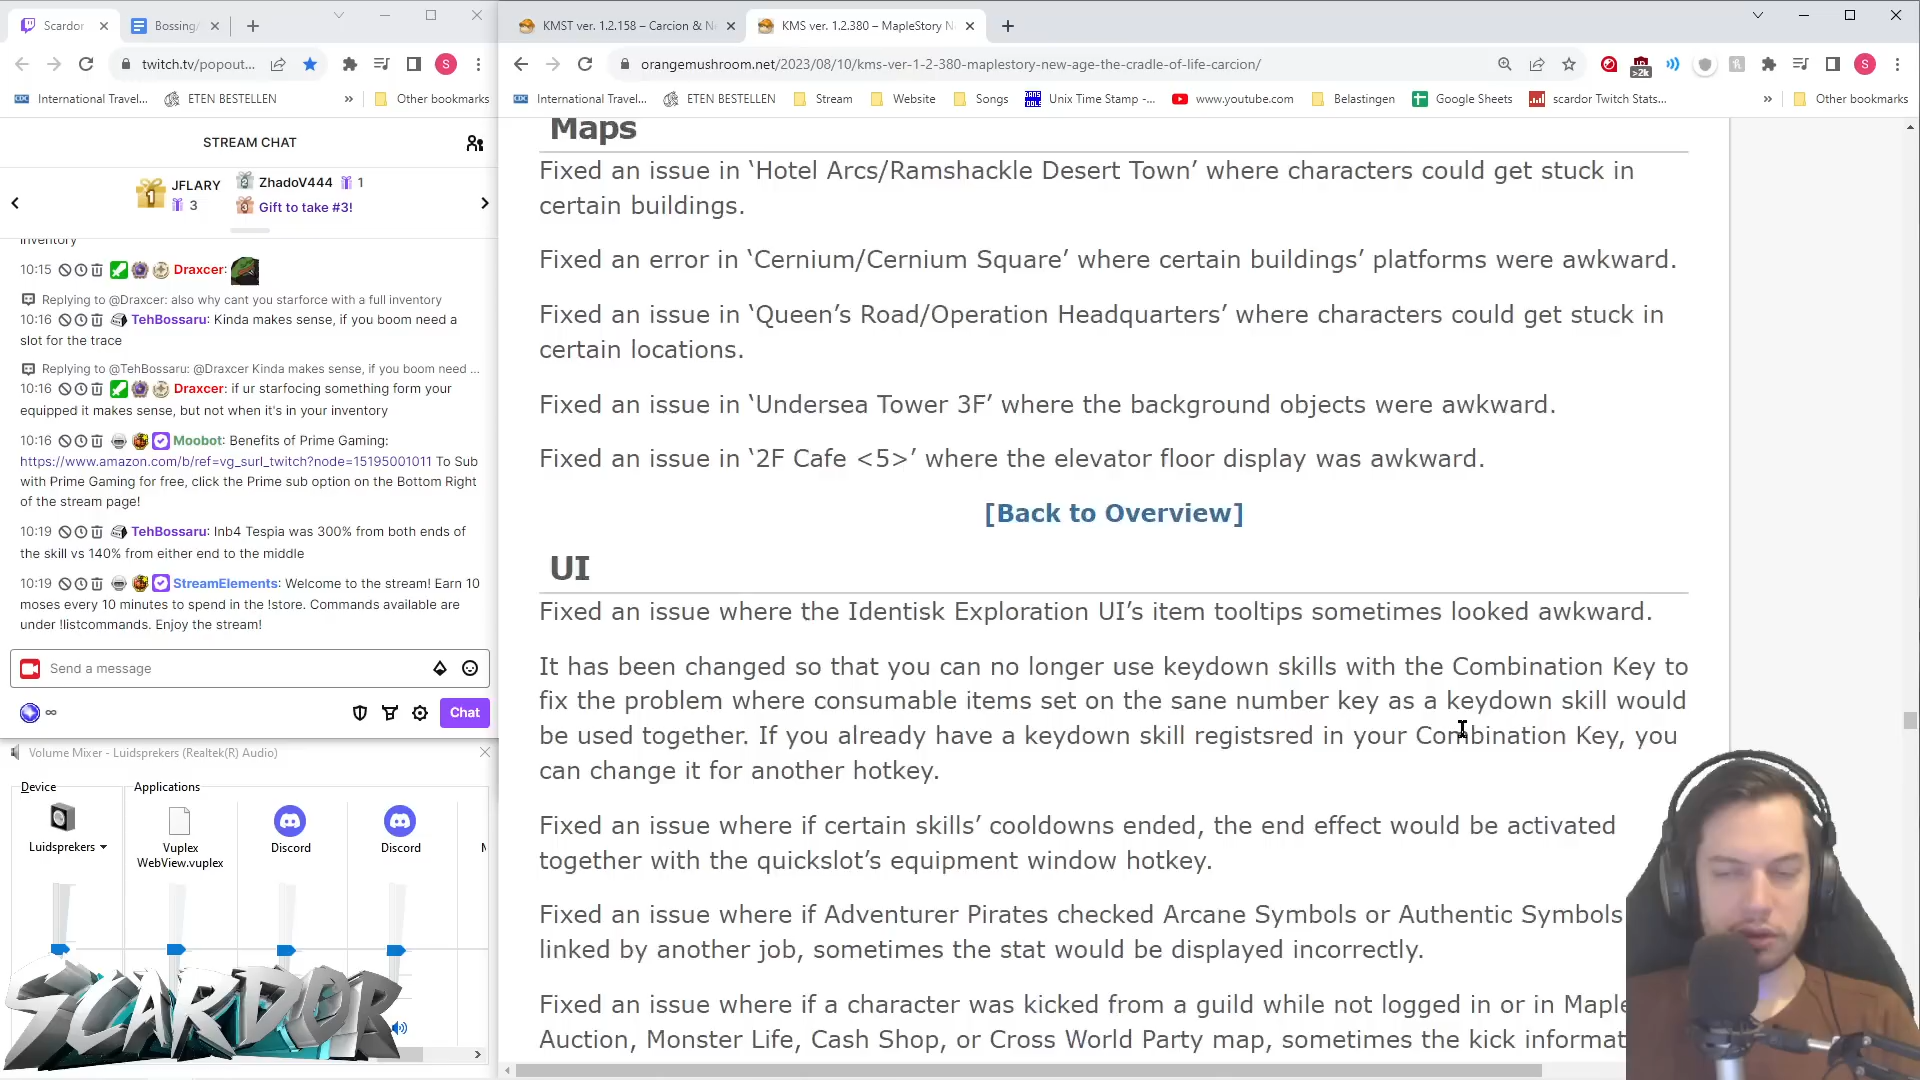 Scardor
Bossing/
KMST ver. 1.2.158 – Carcion & N
KMS ver. 1.2.380 – MapleStory N
twitch.tv/popout...
S
orangemushroom.net/2023/08/10/kms-ver-1-2-380-maplestory-new-age-the-cradle-of-life-carcion/
>2k
S
CDC International Travel...
ETEN BESTELLEN
»
Other bookmarks
CDC International Travel...
ETEN BESTELLEN
Stream
Website
Songs
Unix Time Stamp -...
www.youtube.com
Belastingen
Google Sheets
scardor Twitch Stats...
»
Other bookmarks
STREAM CHAT
JFLARY
3
ZhadoV444 1
Gift to take #3!
inventory
10:15 Draxcer:
Replying to @Draxcer: also why cant you starforce with a full inventory
10:16 TehBossaru: Kinda makes sense, if you boom need a
slot for the trace
Replying to @TehBossaru: @Draxcer Kinda makes sense, if you boom need ...
10:16 Draxcer: if ur starfocing something form your
equipped it makes sense, but not when it's in your inventory
10:16 Moobot: Benefits of Prime Gaming:
https://www.amazon.com/b/ref=vg_surl_twitch?node=15195001011 To Sub
with Prime Gaming for free, click the Prime sub option on the Bottom Right
of the stream page!
10:19 TehBossaru: Inb4 Tespia was 300% from both ends of
the skill vs 140% from either end to the middle
10:19 StreamElements: Welcome to the stream! Earn 10
moses every 10 minutes to spend in the !store. Commands available are
under !listcommands. Enjoy the stream!
Send a message
∞
Chat
Volume Mixer - Luidsprekers (Realtek(R) Audio)
Device
Applications
Luidsprekers
Vuplex
WebView.vuplex
Discord
Discord
SCARDOR
Maps
Fixed an issue in ‘Hotel Arcs/Ramshackle Desert Town’ where characters could get stuck in
certain buildings.
Fixed an error in ‘Cernium/Cernium Square’ where certain buildings’ platforms were awkward.
Fixed an issue in ‘Queen’s Road/Operation Headquarters’ where characters could get stuck in
certain locations.
Fixed an issue in ‘Undersea Tower 3F’ where the background objects were awkward.
Fixed an issue in ‘2F Cafe <5>’ where the elevator floor display was awkward.
[Back to Overview]
UI
Fixed an issue where the Identisk Exploration UI’s item tooltips sometimes looked awkward.
It has been changed so that you can no longer use keydown skills with the Combination Key to
fix the problem where consumable items set on the sane number key as a keydown skill would
be used together. If you already have a keydown skill registsred in your Combination Key, you
can change it for another hotkey.
Fixed an issue where if certain skills’ cooldowns ended, the end effect would be activated
together with the quickslot’s equipment window hotkey.
Fixed an issue where if Adventurer Pirates checked Arcane Symbols or Authentic Symbols
linked by another job, sometimes the stat would be displayed incorrectly.
Fixed an issue where if a character was kicked from a guild while not logged in or in Maple
Auction, Monster Life, Cash Shop, or Cross World Party map, sometimes the kick informat